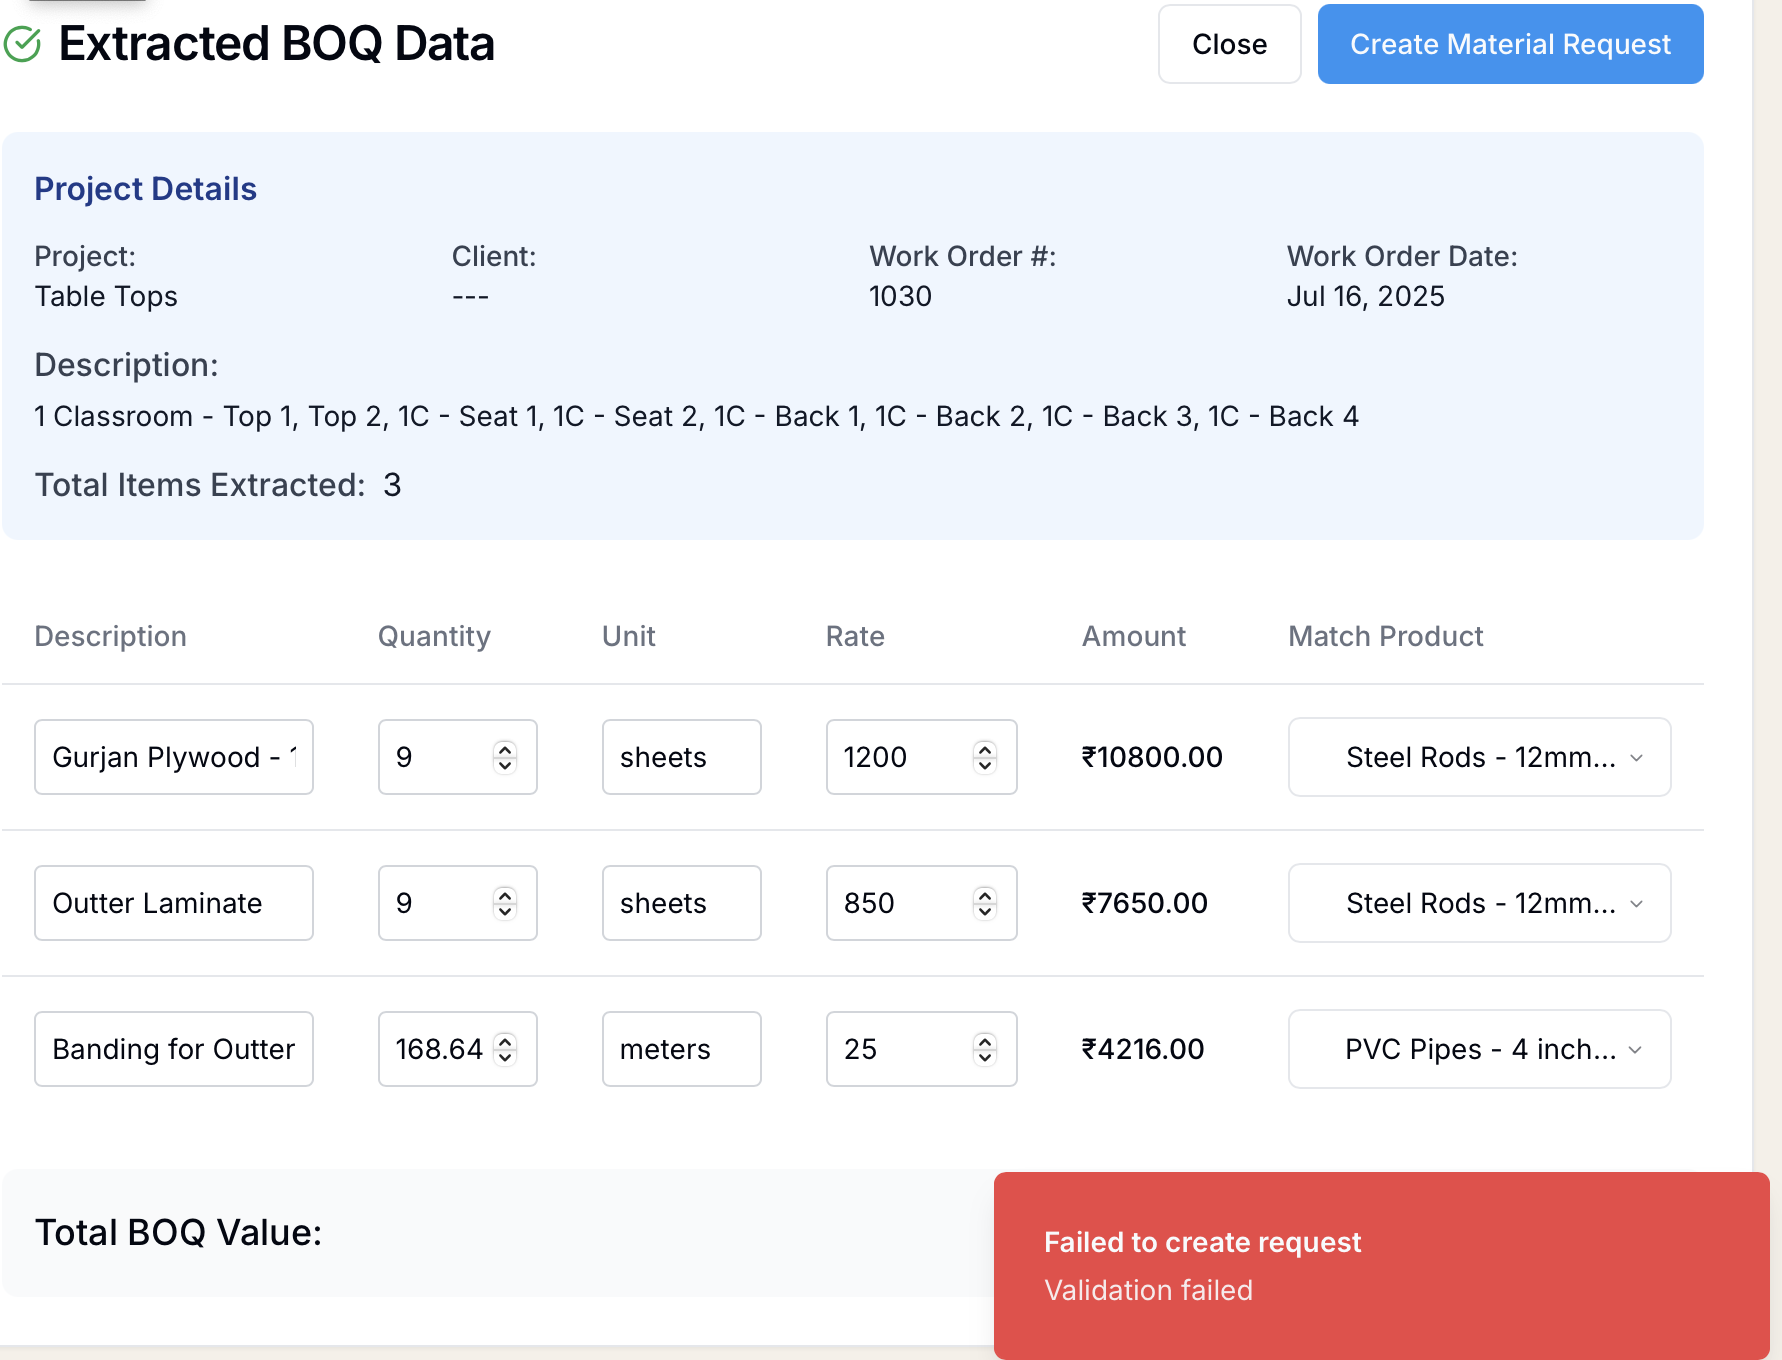 Extracted BOQ Data
Close
Create Material Request
Project Details
Project:
Table Tops
Client:
---
Work Order #:
1030
Work Order Date:
Jul 16, 2025
Description:
1 Classroom - Top 1, Top 2, 1C - Seat 1, 1C - Seat 2, 1C - Back 1, 1C - Back 2, 1C - Back 3, 1C - Back 4
Total Items Extracted: 3
Description Quantity Unit Rate Amount Match Product
Gurjan Plywood - 1 9 sheets 1200 ₹10800.00 Steel Rods - 12mm...
Outter Laminate 9 sheets 850 ₹7650.00 Steel Rods - 12mm...
Banding for Outter 168.64 meters 25 ₹4216.00 PVC Pipes - 4 inch...
Total BOQ Value:
Failed to create request
Validation failed